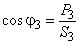 cos φ₃ = P₃/S₃